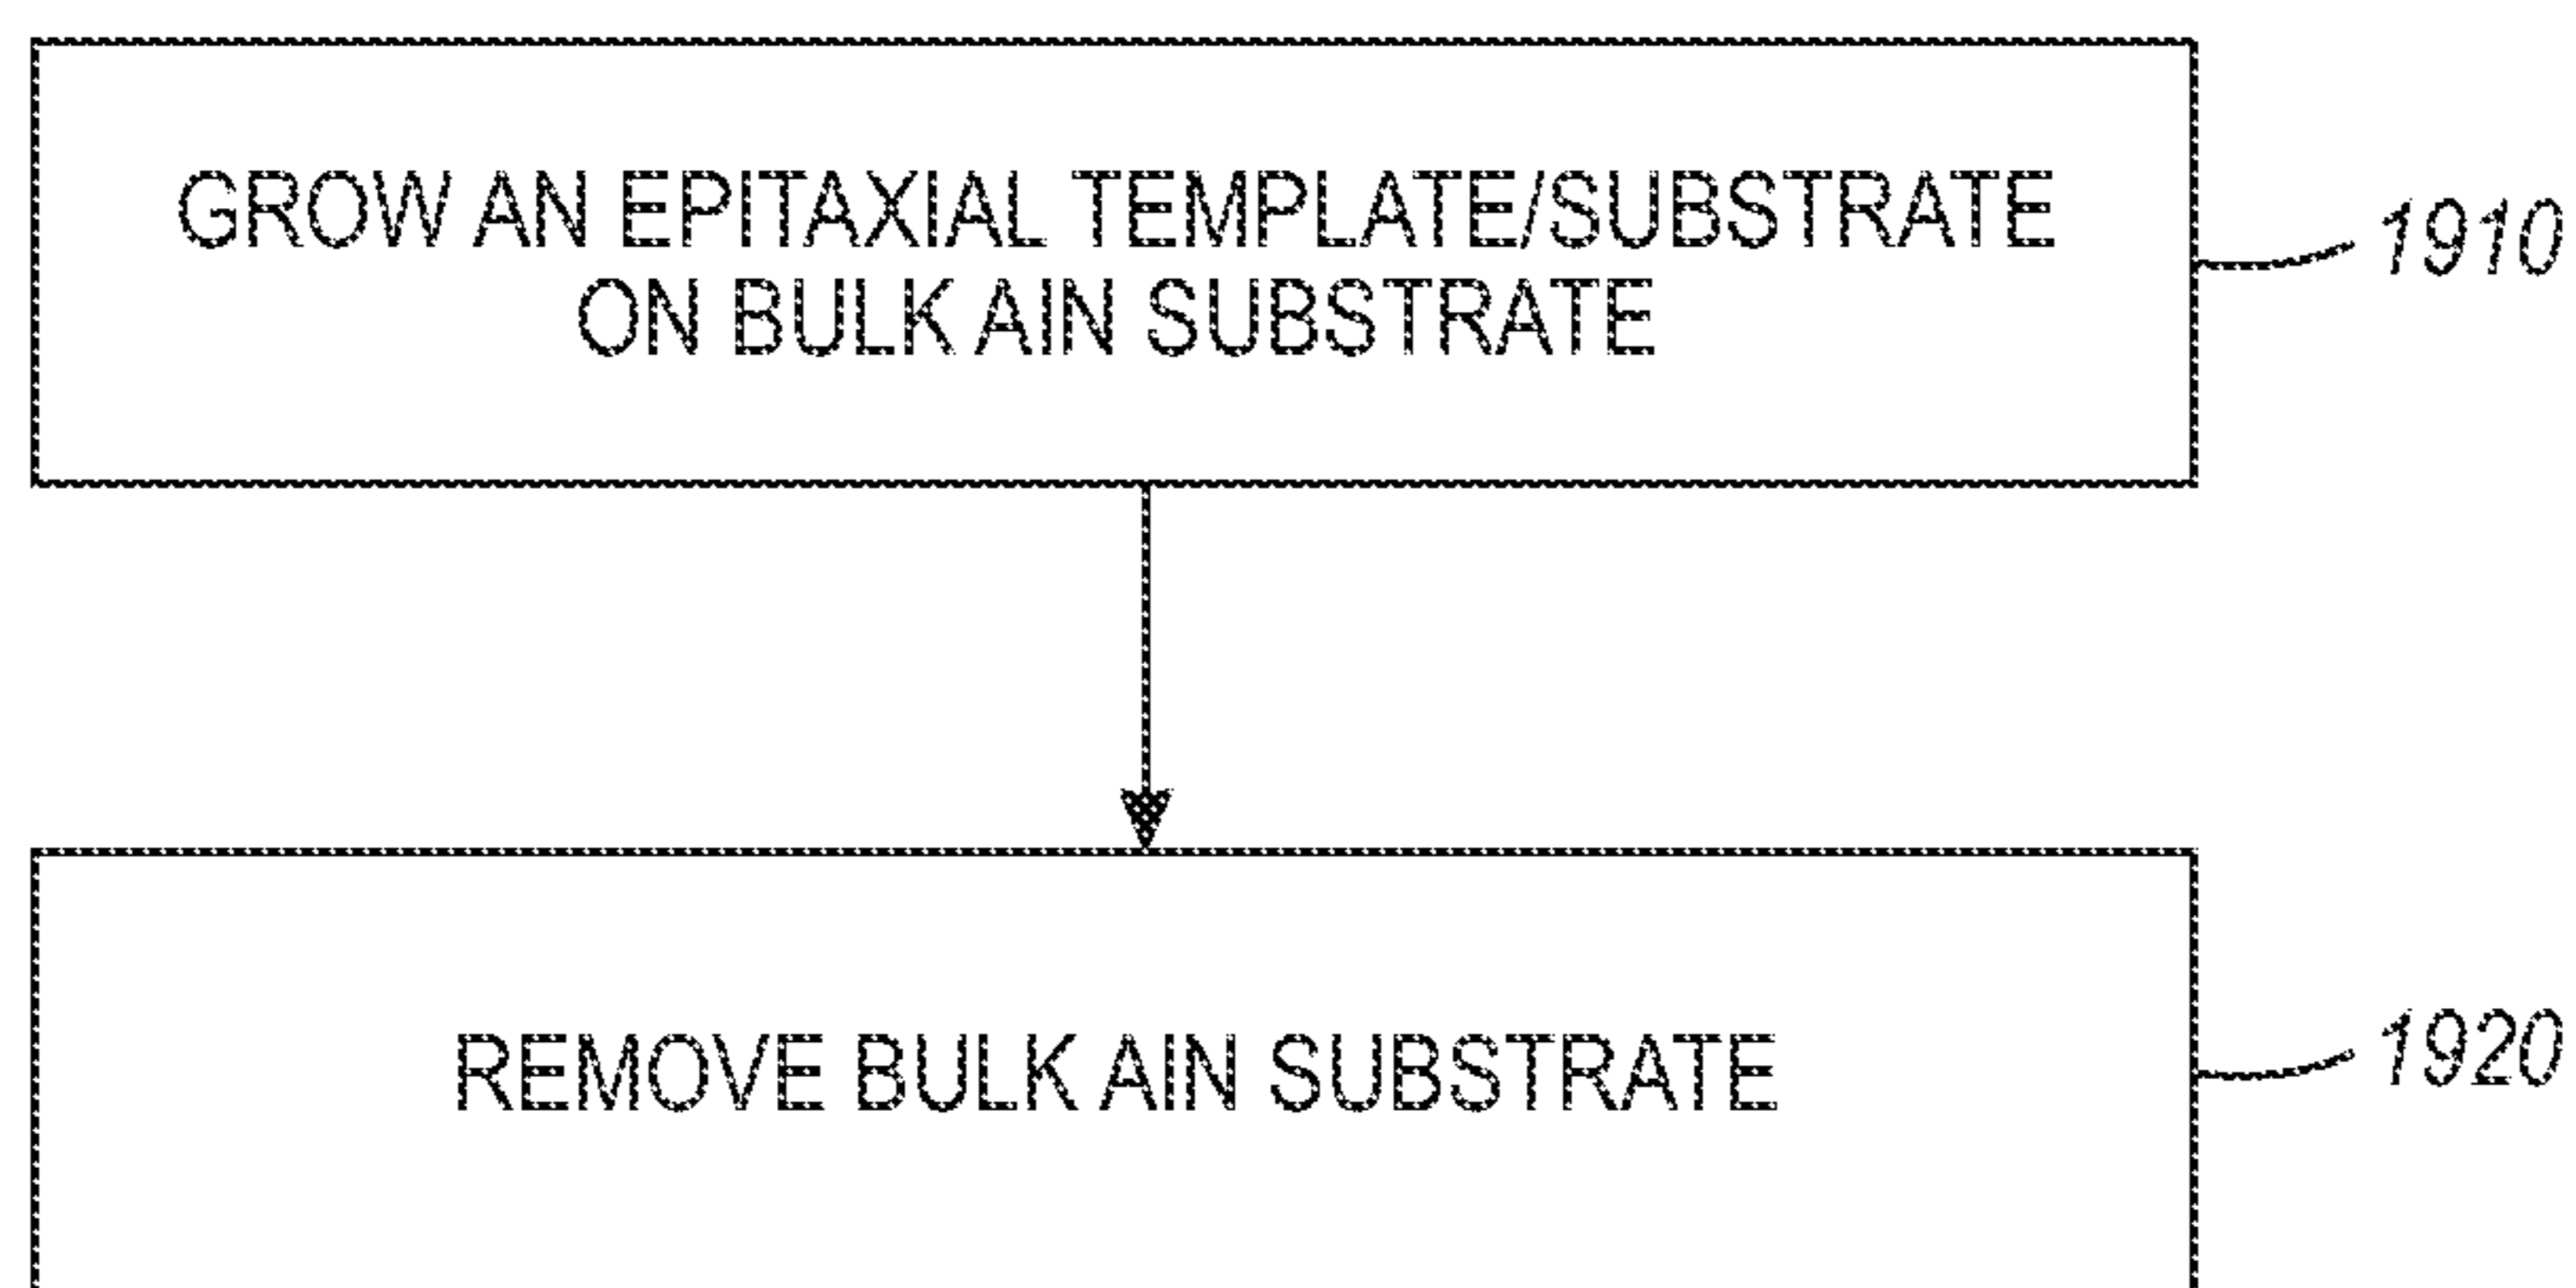 GROW AN EPITAXIAL TEMPLATE/SUBSTRATE
ON BULK AIN SUBSTRATE
1910
REMOVE BULK AIN SUBSTRATE
1920